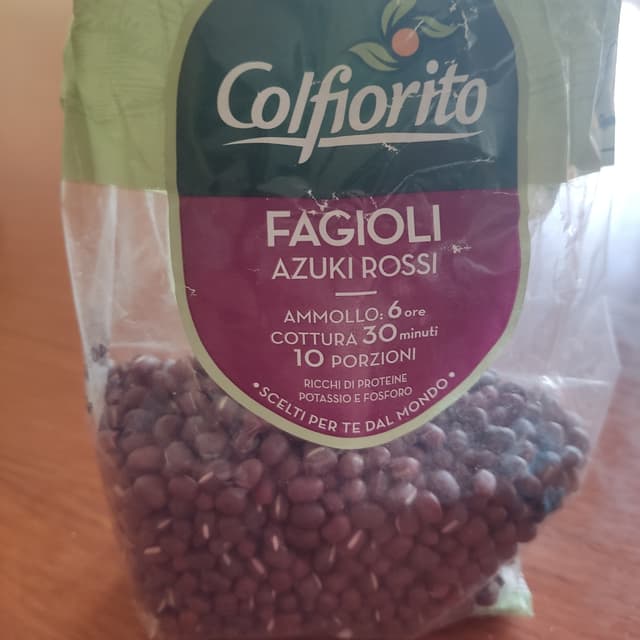 Colfiorito
FAGIOLI
AZUKI ROSSI
AMMOLLO: 6 ore
COTTURA 30 minuti
10 PORZIONI
RICCHI DI PROTEINE
POTASSIO E FOSFORO
• SCELTI PER TE DAL MONDO •